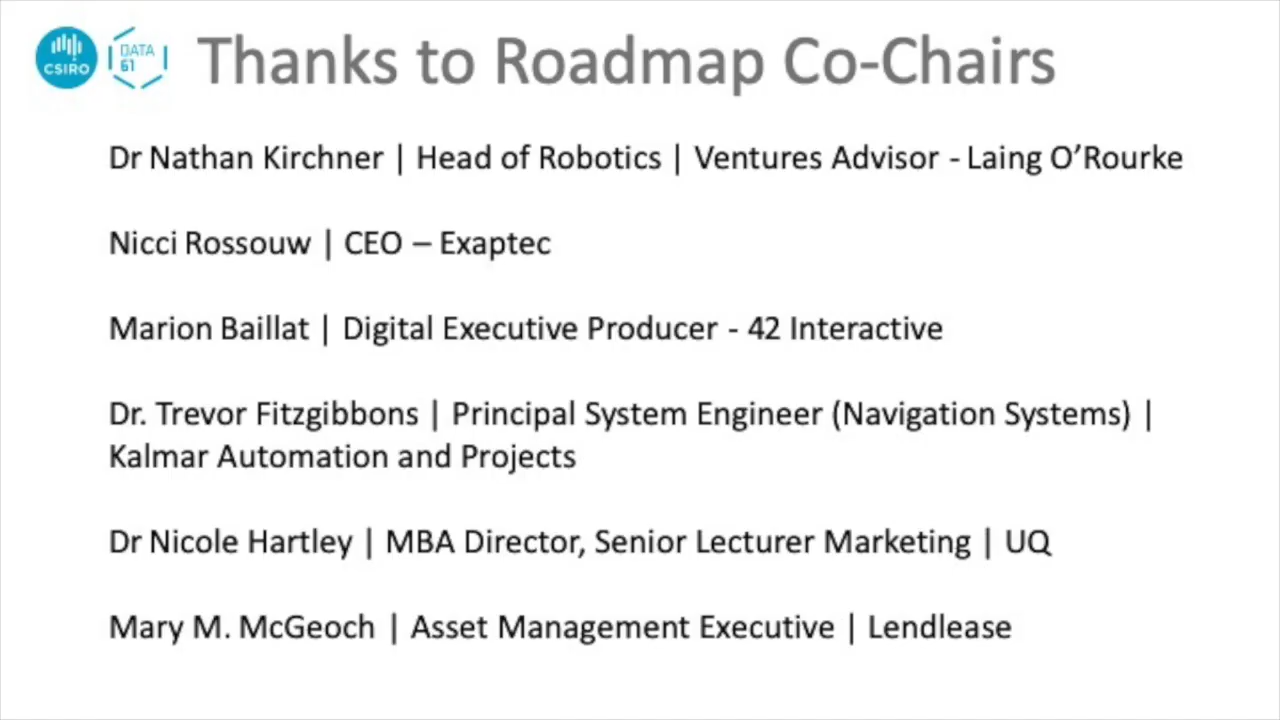 CSIRO
DATA
61
Thanks to Roadmap Co-Chairs
Dr Nathan Kirchner | Head of Robotics | Ventures Advisor - Laing O’Rourke
Nicci Rossouw | CEO – Exaptec
Marion Baillat | Digital Executive Producer - 42 Interactive
Dr. Trevor Fitzgibbons | Principal System Engineer (Navigation Systems) |
Kalmar Automation and Projects
Dr Nicole Hartley | MBA Director, Senior Lecturer Marketing | UQ
Mary M. McGeoch | Asset Management Executive | Lendlease